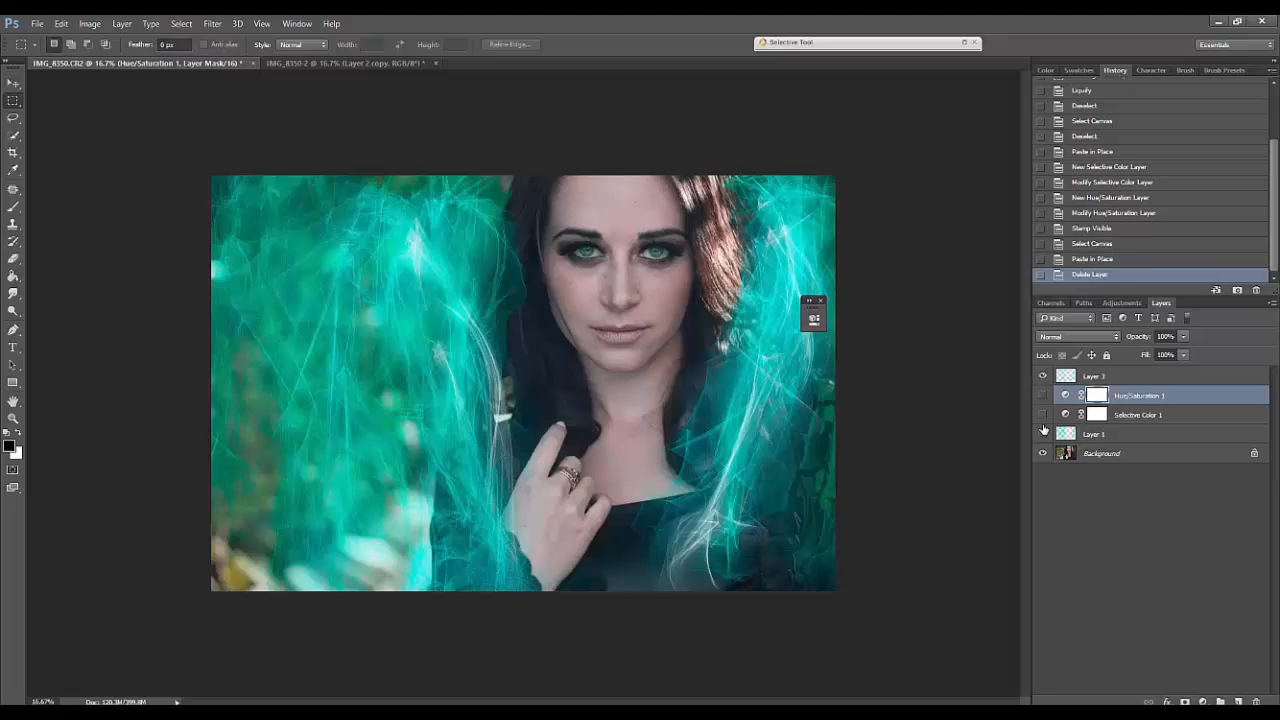 Ps File Edit Image Layer Type Select Filter 3D View Window Help
Feather: 0 px Anti-alias Style: Normal Width: Height: Refine Edge... Selective Tool Essentials
IMG_8350.CR2 @ 16.7% (Hue/Saturation 1, Layer Mask/16) * × IMG_8350-2 @ 16.7% (Layer 2 copy, RGB/8*) * ×
Color Swatches History Character Brush Brush Presets
Liquify
Deselect
Select Canvas
Deselect
Paste in Place
New Selective Color Layer
Modify Selective Color Layer
New Hue/Saturation Layer
Modify Hue/Saturation Layer
Stamp Visible
Select Canvas
Paste in Place
Delete Layer
Channels Paths Adjustments Layers
Kind
Normal Opacity: 100%
Lock: Fill: 100%
Hue/Saturation 1
Selective Color 1
Layer 1
Background
16.67% Doc: 120.3M/399.8M